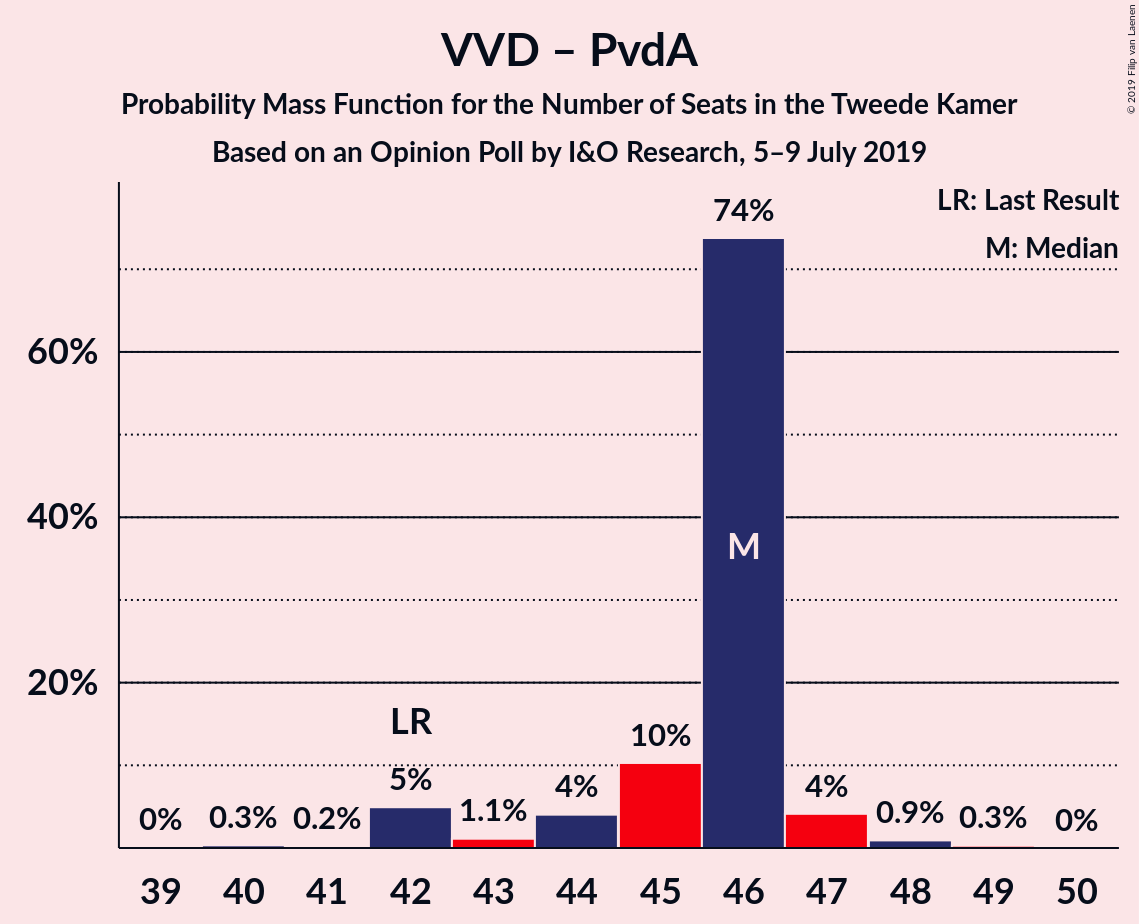 VVD – PvdA
Probability Mass Function for the Number of Seats in the Tweede Kamer
Based on an Opinion Poll by I&O Research, 5–9 July 2019
© 2019 Filip van Laenen
LR: Last Result
M: Median
60%
40%
20%
0%
0.3%
0.2%
LR
5%
1.1%
4%
10%
74%
M
4%
0.9%
0.3%
0%
39 40 41 42 43 44 45 46 47 48 49 50